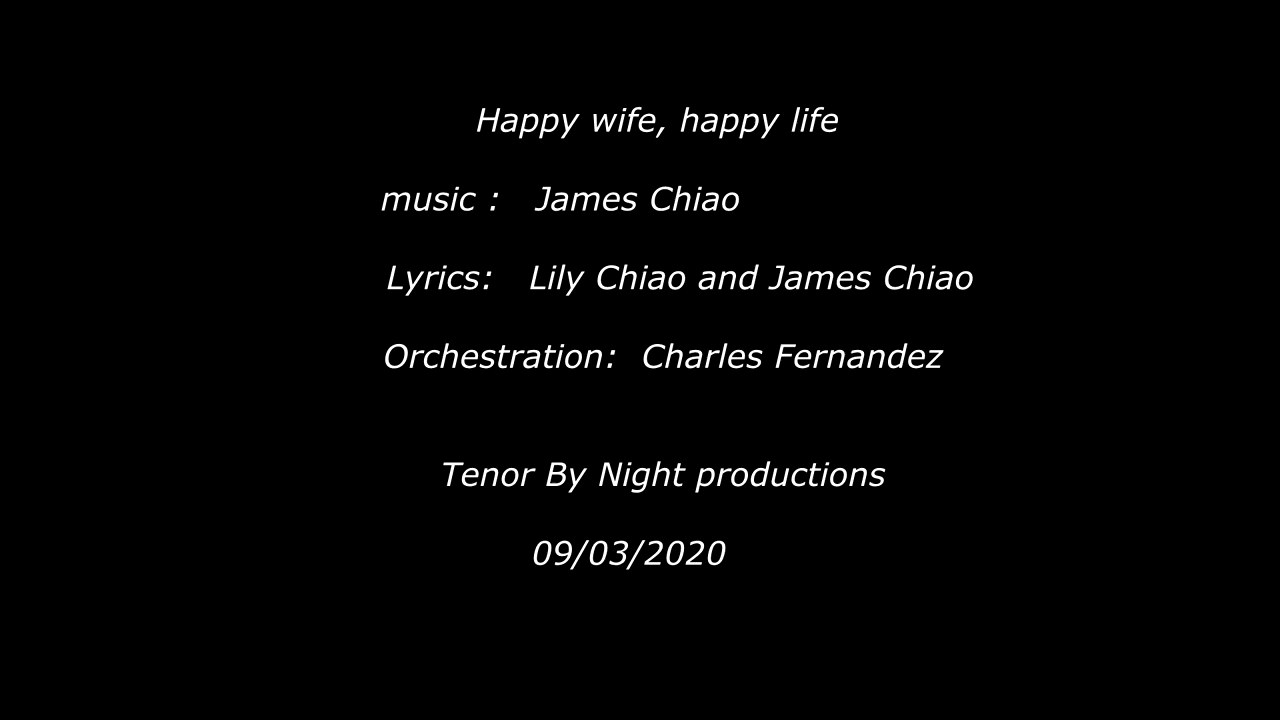 Happy wife, happy life
music : James Chiao
Lyrics: Lily Chiao and James Chiao
Orchestration: Charles Fernandez
Tenor By Night productions
09/03/2020